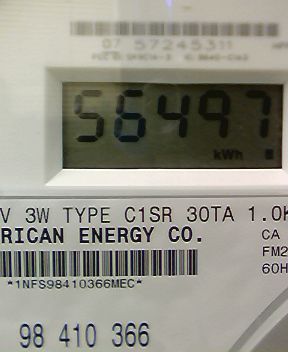 07 57245311
56497
kWh
V 3W TYPE C1SR 30TA 1.0K
RICAN ENERGY CO.
CA
FM2
60H
*1NFS98410366MEC*
98 410 366